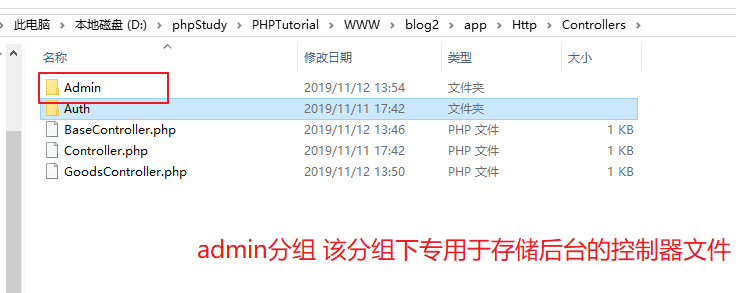 此电脑 > 本地磁盘 (D:) > phpStudy > PHPTutorial > WWW > blog2 > app > Http > Controllers >
名称 修改日期 类型 大小
Admin 2019/11/12 13:54 文件夹
Auth 2019/11/11 17:42 文件夹
BaseController.php 2019/11/12 13:46 PHP 文件 1 KB
Controller.php 2019/11/11 17:42 PHP 文件 1 KB
GoodsController.php 2019/11/12 13:50 PHP 文件 1 KB
admin分组 该分组下专用于存储后台的控制器文件